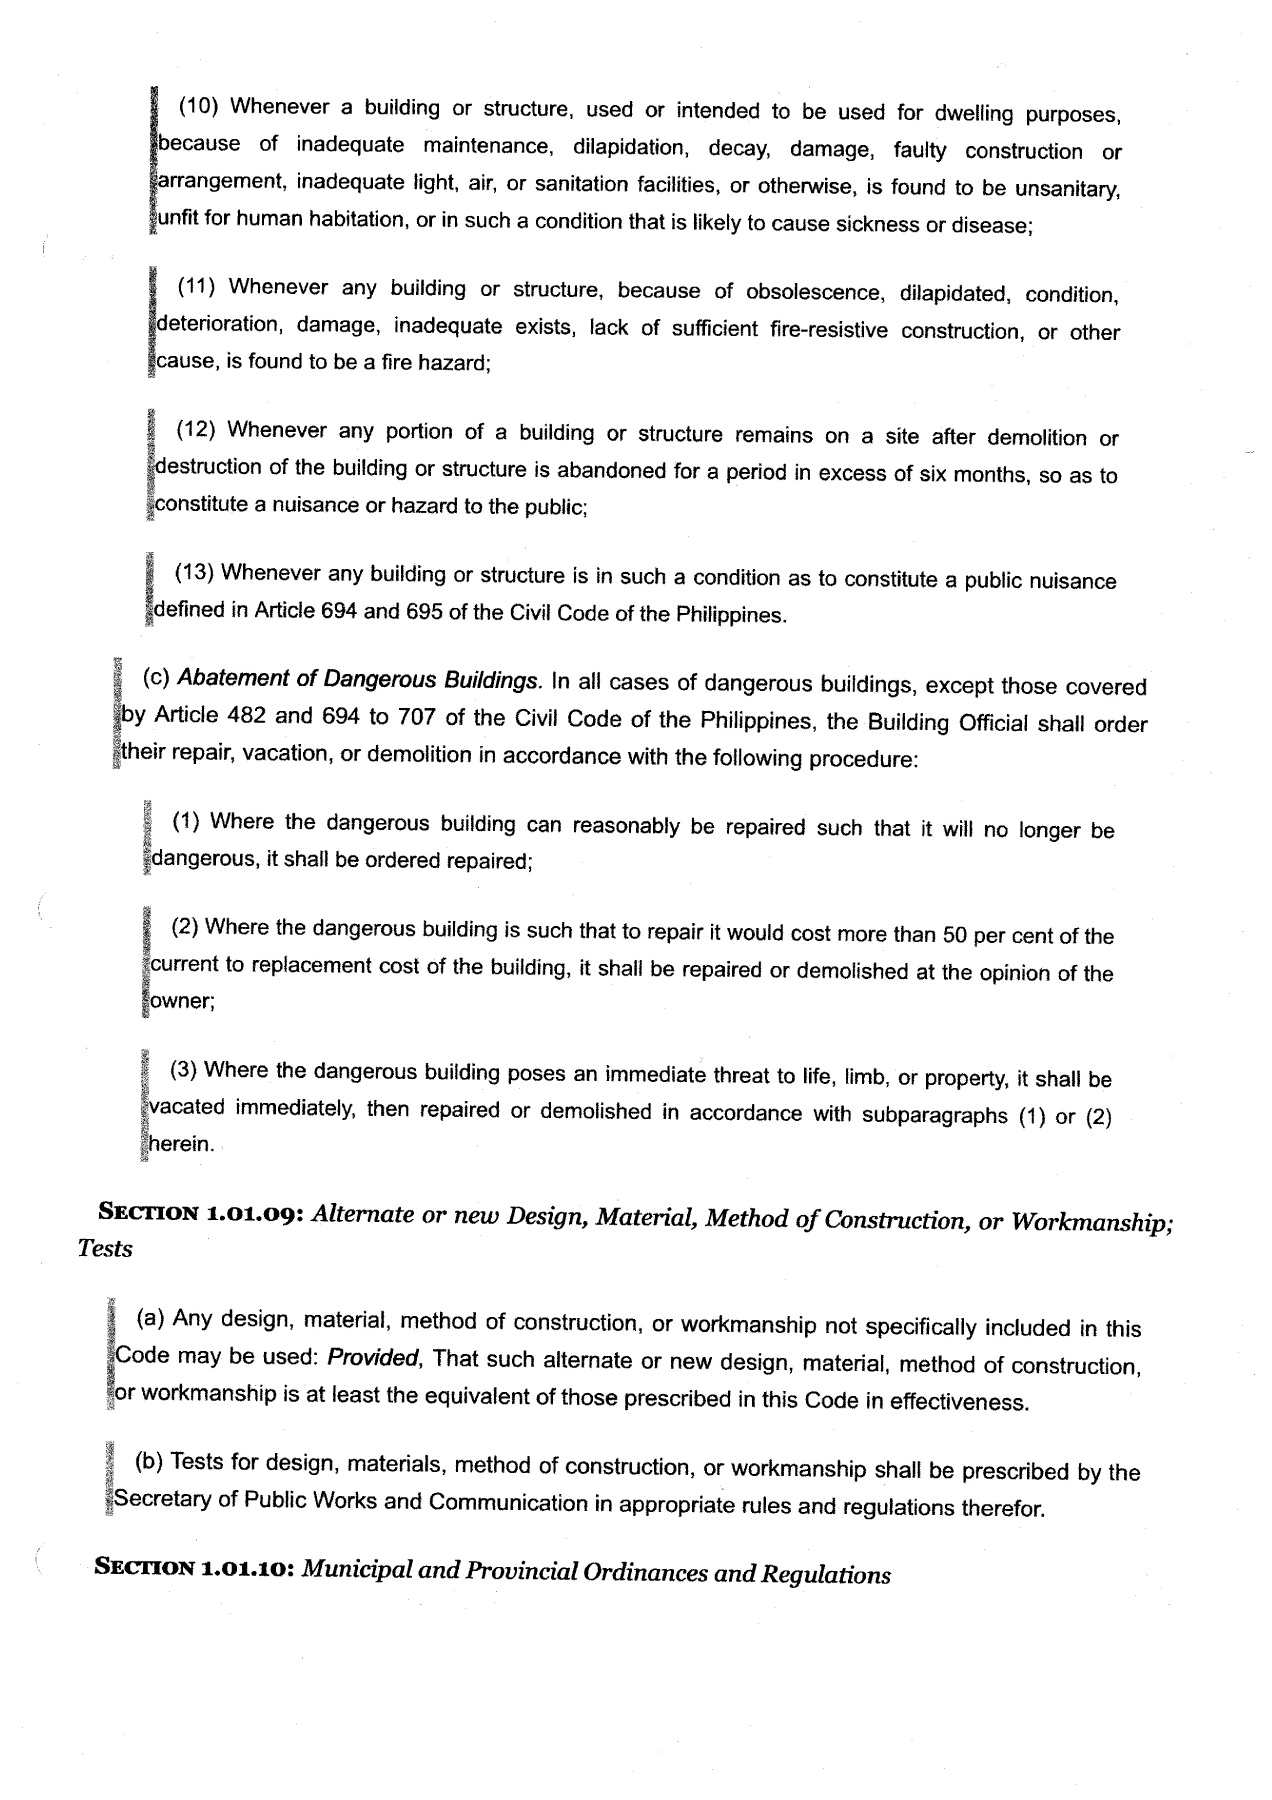 (10) Whenever a building or structure, used or intended to be used for dwelling purposes,
because of inadequate maintenance, dilapidation, decay, damage, faulty construction or
arrangement, inadequate light, air, or sanitation facilities, or otherwise, is found to be unsanitary,
unfit for human habitation, or in such a condition that is likely to cause sickness or disease;
(11) Whenever any building or structure, because of obsolescence, dilapidated, condition,
deterioration, damage, inadequate exists, lack of sufficient fire-resistive construction, or other
cause, is found to be a fire hazard;
(12) Whenever any portion of a building or structure remains on a site after demolition or
destruction of the building or structure is abandoned for a period in excess of six months, so as to
constitute a nuisance or hazard to the public;
(13) Whenever any building or structure is in such a condition as to constitute a public nuisance
defined in Article 694 and 695 of the Civil Code of the Philippines.
(c) Abatement of Dangerous Buildings. In all cases of dangerous buildings, except those covered
by Article 482 and 694 to 707 of the Civil Code of the Philippines, the Building Official shall order
their repair, vacation, or demolition in accordance with the following procedure:
(1) Where the dangerous building can reasonably be repaired such that it will no longer be
dangerous, it shall be ordered repaired;
(2) Where the dangerous building is such that to repair it would cost more than 50 per cent of the
current to replacement cost of the building, it shall be repaired or demolished at the opinion of the
owner;
(3) Where the dangerous building poses an immediate threat to life, limb, or property, it shall be
vacated immediately, then repaired or demolished in accordance with subparagraphs (1) or (2)
herein.
SECTION 1.01.09: Alternate or new Design, Material, Method of Construction, or Workmanship;
Tests
(a) Any design, material, method of construction, or workmanship not specifically included in this
Code may be used: Provided, That such alternate or new design, material, method of construction,
or workmanship is at least the equivalent of those prescribed in this Code in effectiveness.
(b) Tests for design, materials, method of construction, or workmanship shall be prescribed by the
Secretary of Public Works and Communication in appropriate rules and regulations therefor.
SECTION 1.01.10: Municipal and Provincial Ordinances and Regulations